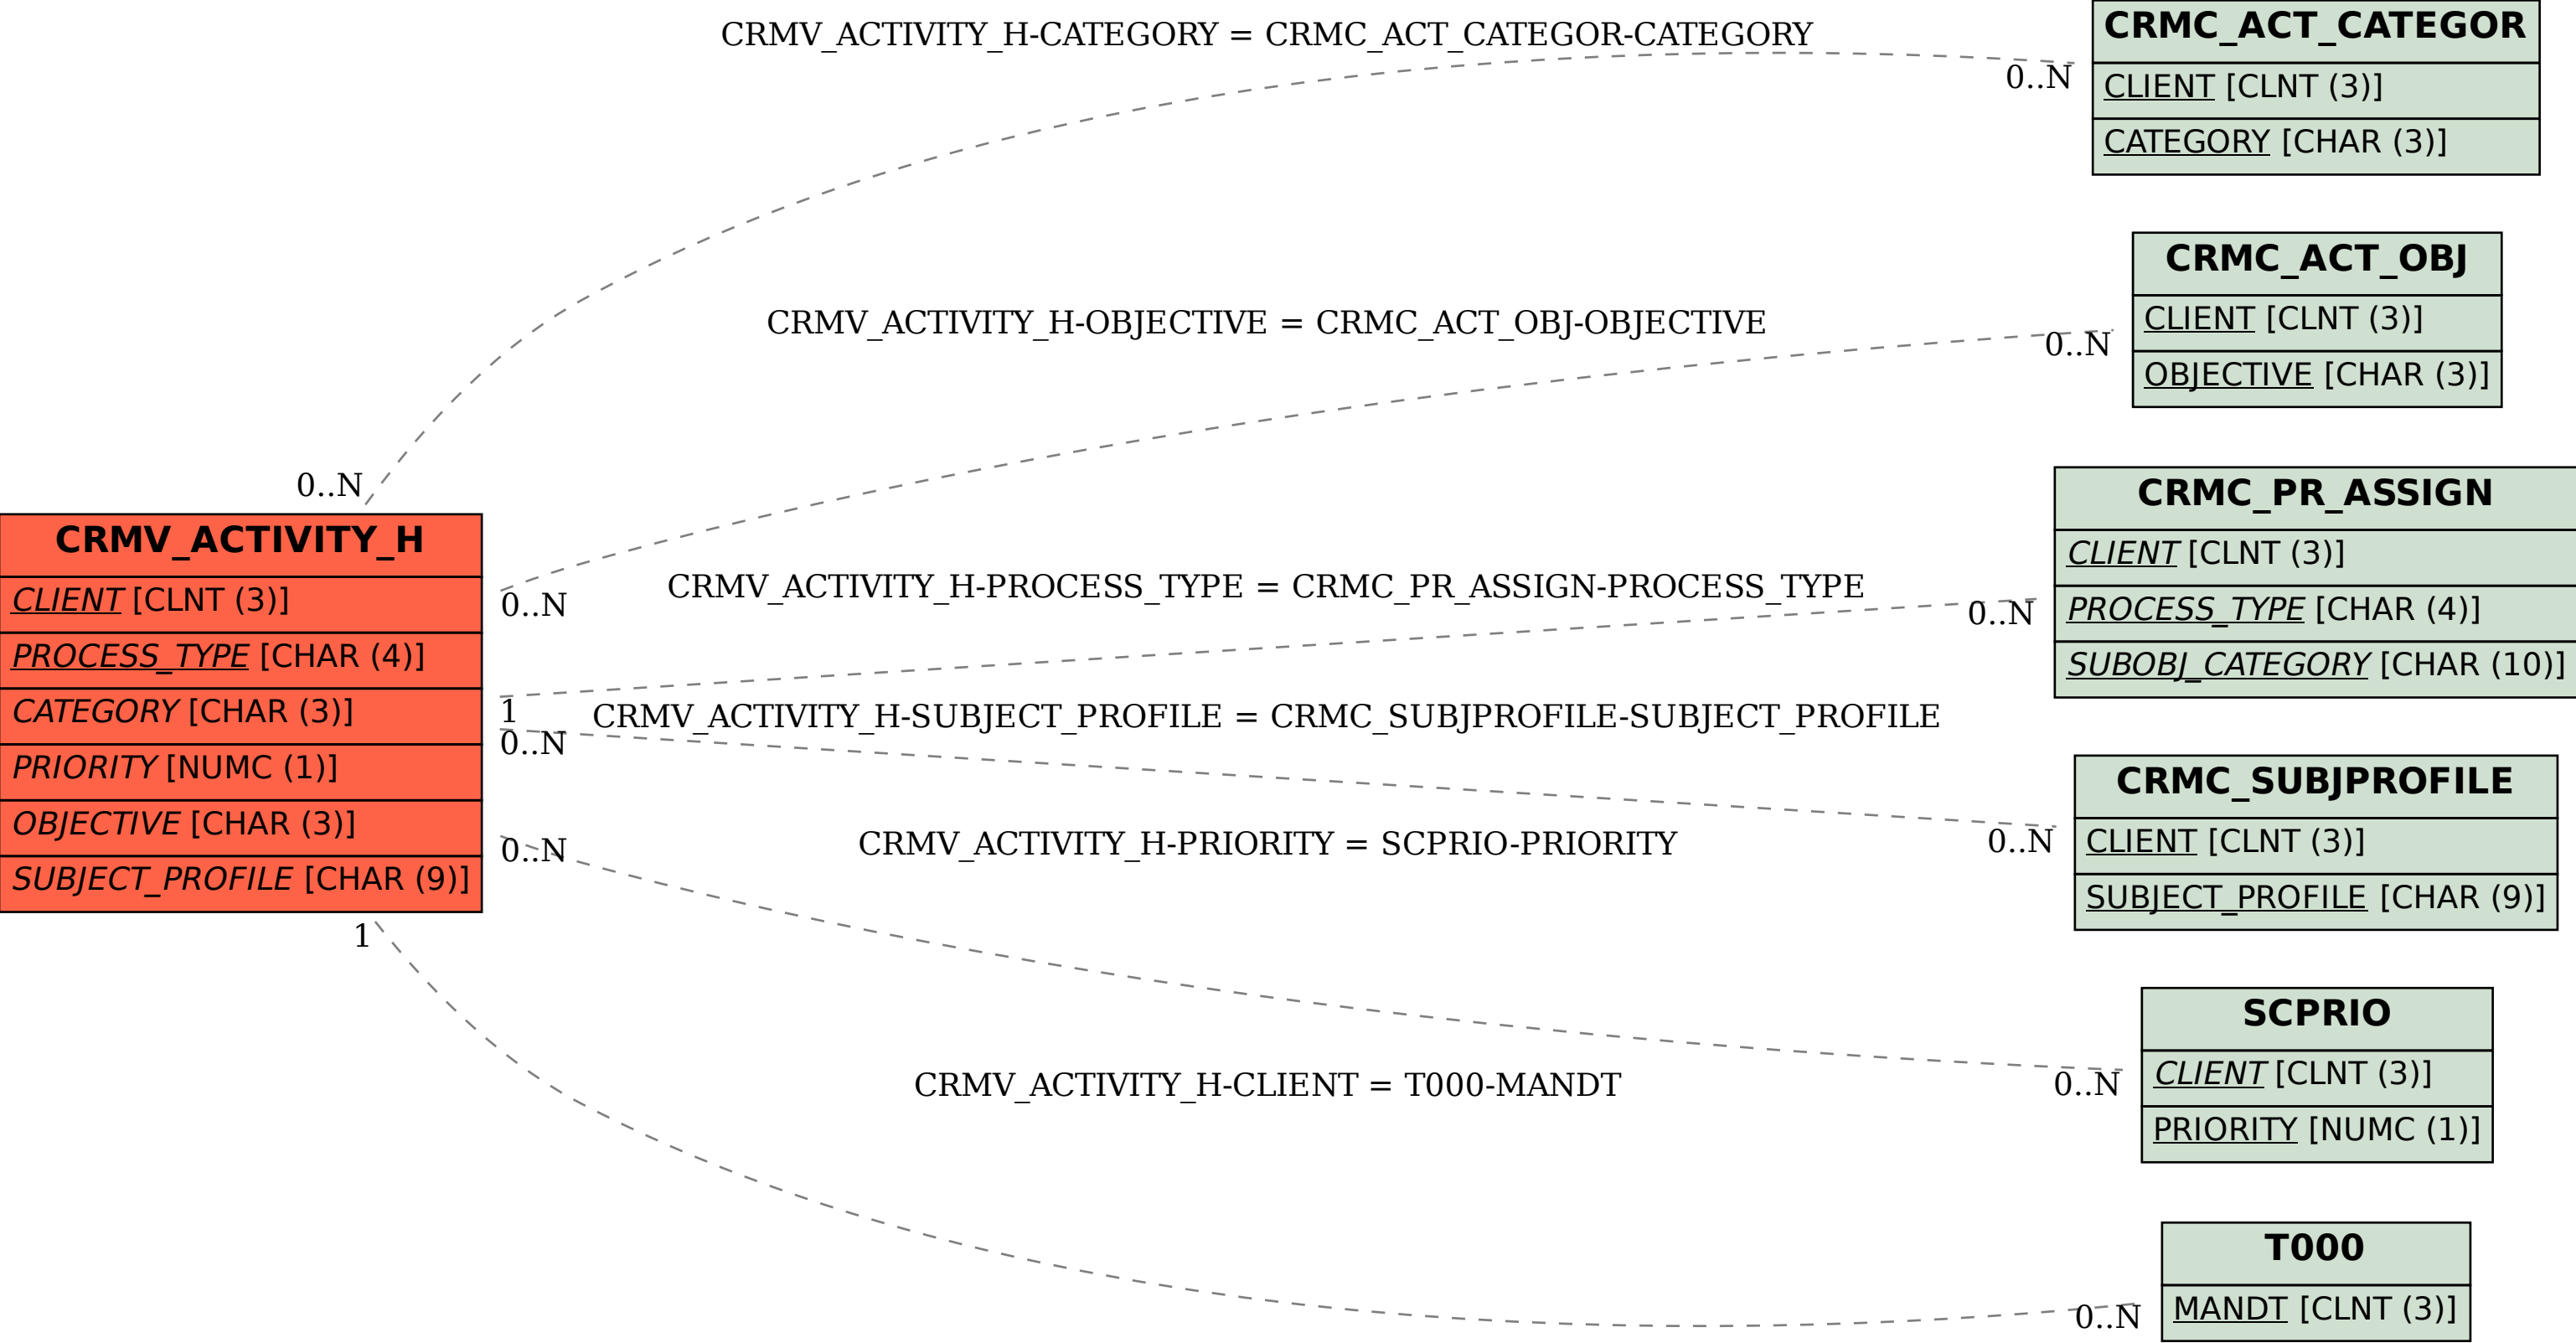 CRMV_ACTIVITY_H-CATEGORY = CRMC_ACT_CATEGOR-CATEGORY
0..N
0..N
CRMV_ACTIVITY_H-OBJECTIVE = CRMC_ACT_OBJ-OBJECTIVE
0..N
0..N
CRMV_ACTIVITY_H-PROCESS_TYPE = CRMC_PR_ASSIGN-PROCESS_TYPE
0..N
1
CRMV_ACTIVITY_H-SUBJECT_PROFILE = CRMC_SUBJPROFILE-SUBJECT_PROFILE
0..N
0..N
CRMV_ACTIVITY_H-PRIORITY = SCPRIO-PRIORITY
0..N
0..N
CRMV_ACTIVITY_H-CLIENT = T000-MANDT
1
0..N
CRMV_ACTIVITY_H
CLIENT [CLNT (3)]
PROCESS_TYPE [CHAR (4)]
CATEGORY [CHAR (3)]
PRIORITY [NUMC (1)]
OBJECTIVE [CHAR (3)]
SUBJECT_PROFILE [CHAR (9)]
CRMC_ACT_CATEGOR
CLIENT [CLNT (3)]
CATEGORY [CHAR (3)]
CRMC_ACT_OBJ
CLIENT [CLNT (3)]
OBJECTIVE [CHAR (3)]
CRMC_PR_ASSIGN
CLIENT [CLNT (3)]
PROCESS_TYPE [CHAR (4)]
SUBOBJ_CATEGORY [CHAR (10)]
CRMC_SUBJPROFILE
CLIENT [CLNT (3)]
SUBJECT_PROFILE [CHAR (9)]
SCPRIO
CLIENT [CLNT (3)]
PRIORITY [NUMC (1)]
T000
MANDT [CLNT (3)]